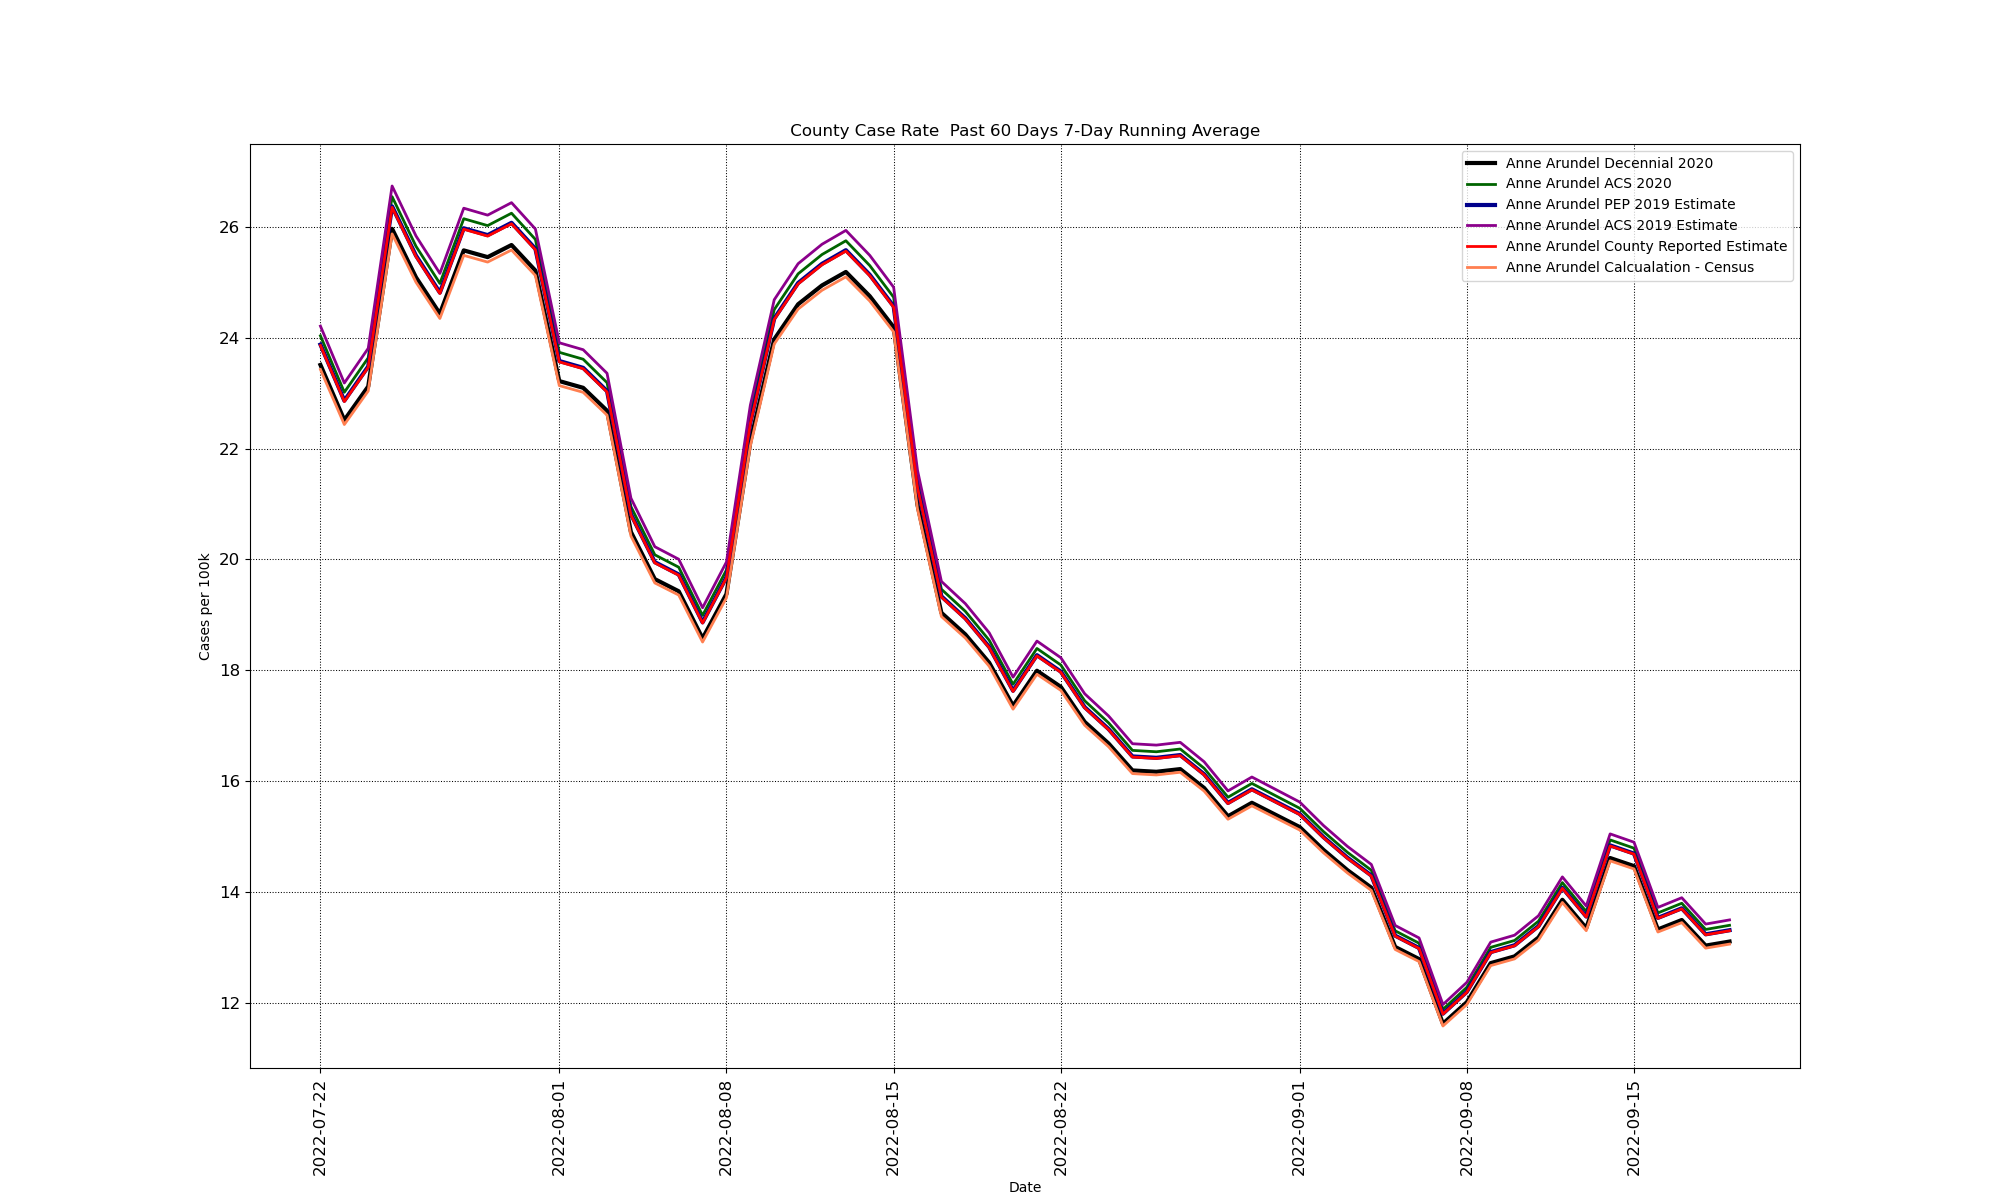 County Case Rate  Past 60 Days 7-Day Running Average
Anne Arundel Decennial 2020
Anne Arundel ACS 2020
Anne Arundel PEP 2019 Estimate
Anne Arundel ACS 2019 Estimate
Anne Arundel County Reported Estimate
Anne Arundel Calcualation - Census
26
24
22
20
18
16
14
12
Cases per 100k
2022-07-22
2022-08-01
2022-08-08
2022-08-15
2022-08-22
2022-09-01
2022-09-08
2022-09-15
Date